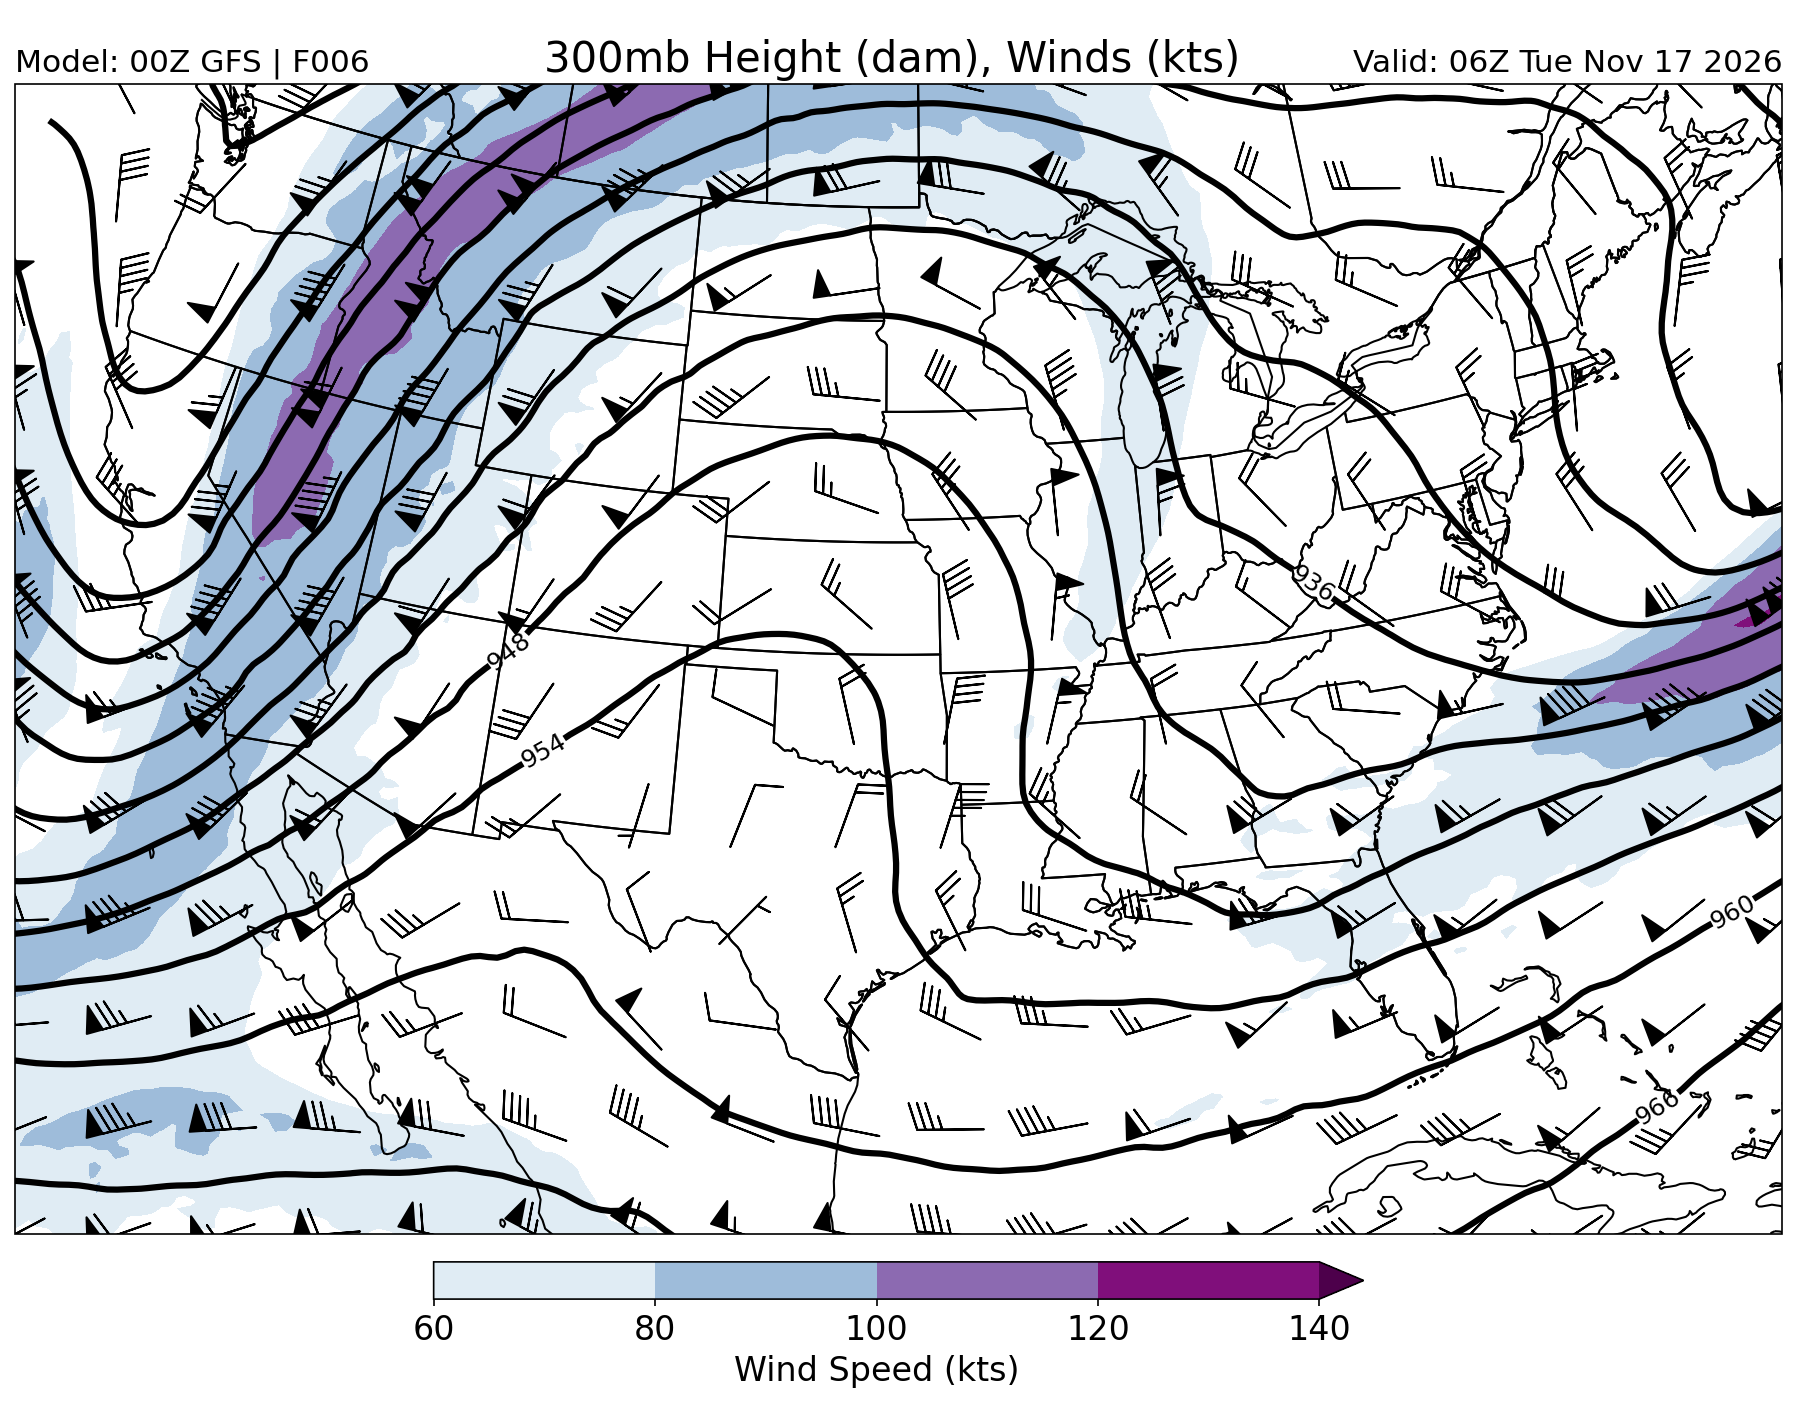 Model: 00Z GFS | F006
300mb Height (dam), Winds (kts)
Valid: 06Z Tue Nov 17 2026
936
948
954
960
966
60 80 100 120 140
Wind Speed (kts)